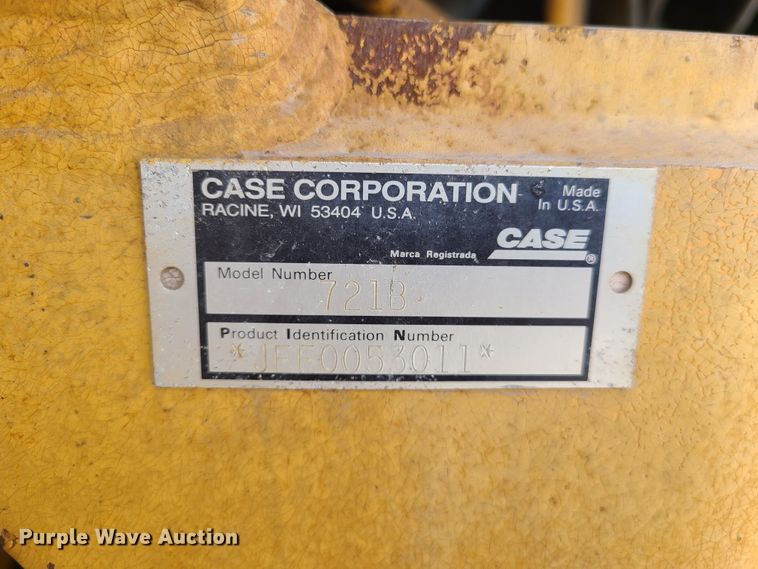 CASE CORPORATION
Made
In U.S.A.
RACINE, WI 53404 U.S.A.
CASE
®
Marca Registrada
Model Number
721B
Product Identification Number
*JEE0053011*
Purple Wave Auction®